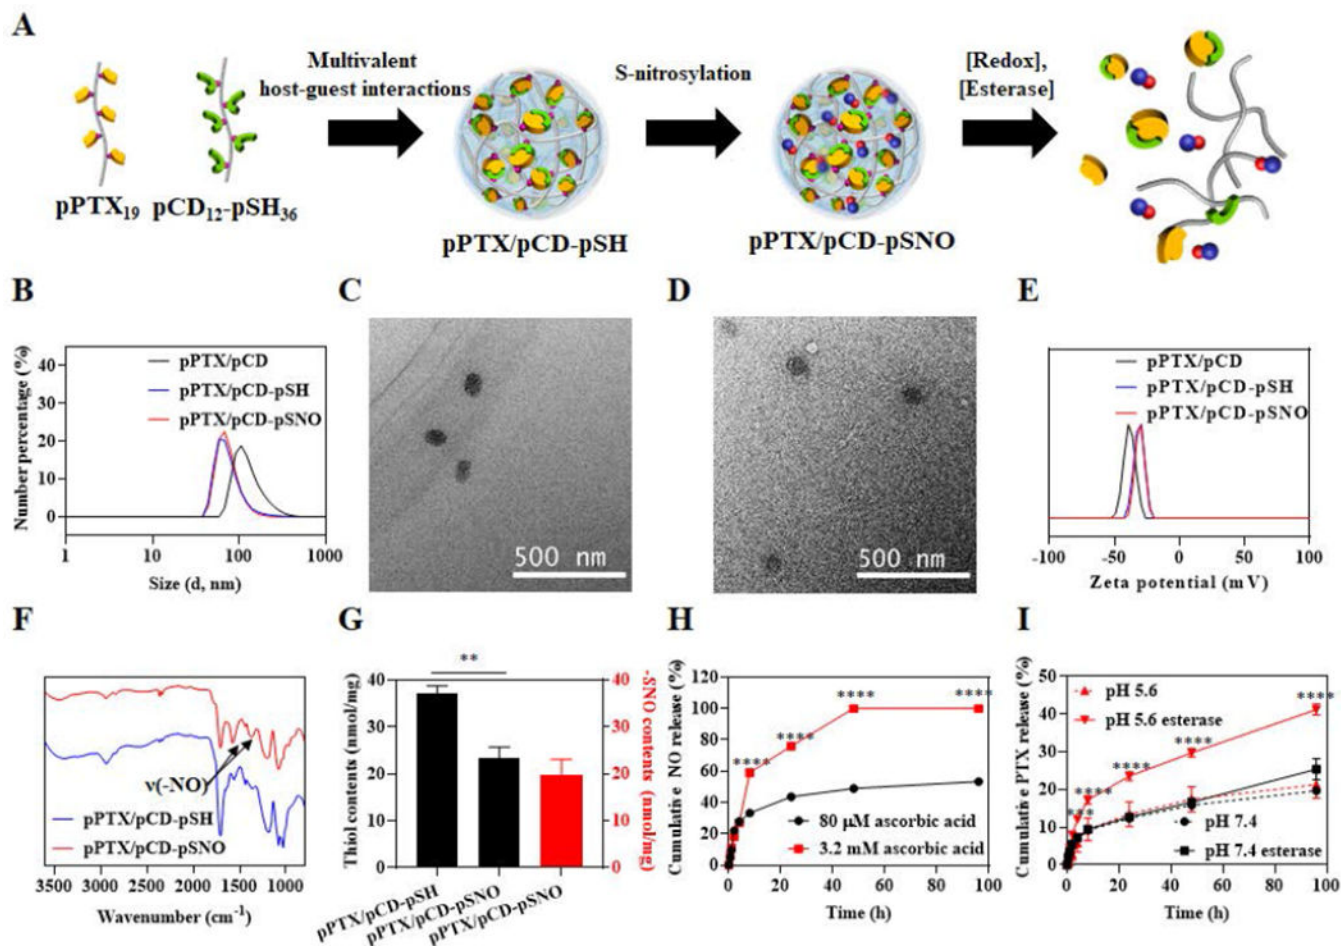 A
Multivalent
host-guest interactions
S-nitrosylation
[Redox],
[Esterase]
pPTX19 pCD12-pSH36
pPTX/pCD-pSH
pPTX/pCD-pSNO
B
Number percentage (%)
40
30
20
10
0
pPTX/pCD
pPTX/pCD-pSH
pPTX/pCD-pSNO
1 10 100 1000
Size (d, nm)
C
500 nm
D
500 nm
E
pPTX/pCD
pPTX/pCD-pSH
pPTX/pCD-pSNO
-100 -50 0 50 100
Zeta potential (mV)
F
ν(-NO)
pPTX/pCD-pSH
pPTX/pCD-pSNO
3500 3000 2500 2000 1500 1000
Wavenumber (cm-1)
G
Thiol contents (nmol/mg)
40
30
20
10
0
**
40
30
20
10
0
-SNO contents (nmol/mg)
pPTX/pCD-pSH
pPTX/pCD-pSNO
pPTX/pCD-pSNO
H
Cumulative NO release (%)
120
100
80
60
40
20
0
****
****
****
****
80 μM ascorbic acid
3.2 mM ascorbic acid
0 20 40 60 80 100
Time (h)
I
Cumulative PTX release (%)
50
40
30
20
10
0
pH 5.6
pH 5.6 esterase
****
****
****
****
***
pH 7.4
pH 7.4 esterase
0 20 40 60 80 100
Time (h)